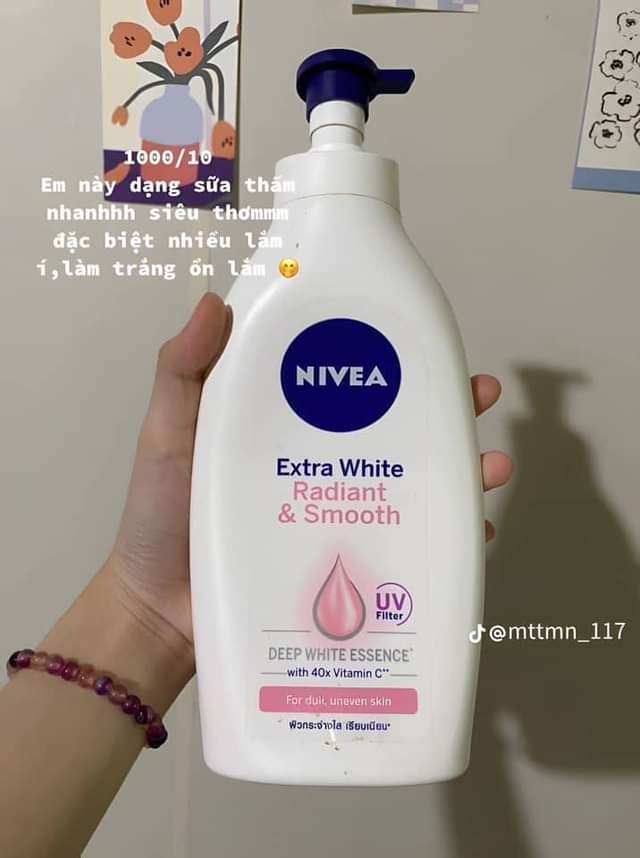 1000/10
Em này dạng sữa thấm
nhanhhh siêu thơmmm
đặc biệt nhiều lắm
í,làm trắng ổn lắm 🤭
NIVEA
Extra White
Radiant
& Smooth
UV
Filter
DEEP WHITE ESSENCE*
with 40x Vitamin C**
For dull, uneven skin
ผิวกระจ่างใส เรียบเนียน*
@mttmn_117